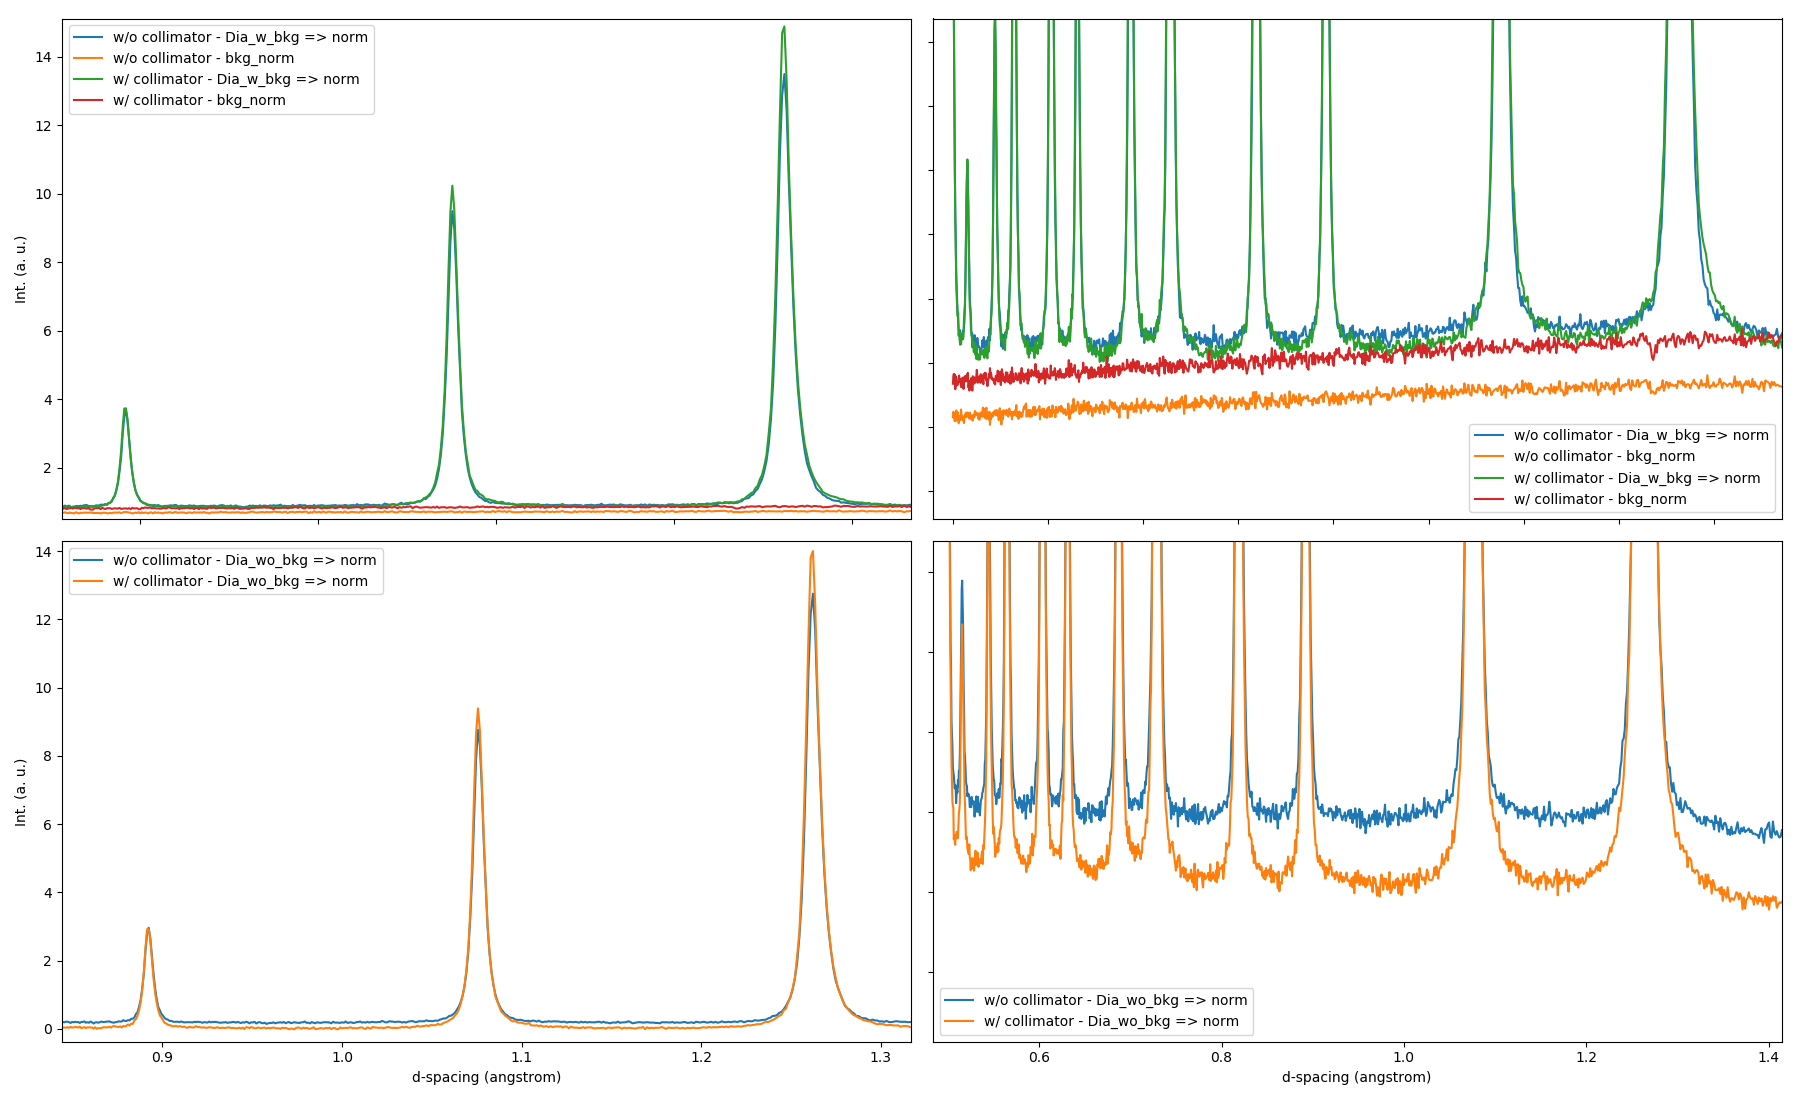 w/o collimator - Dia_w_bkg => norm
w/o collimator - bkg_norm
w/ collimator - Dia_w_bkg => norm
w/ collimator - bkg_norm
14
12
10
8
6
4
2
Int. (a. u.)
w/o collimator - Dia_w_bkg => norm
w/o collimator - bkg_norm
w/ collimator - Dia_w_bkg => norm
w/ collimator - bkg_norm
w/o collimator - Dia_wo_bkg => norm
w/ collimator - Dia_wo_bkg => norm
14
12
10
8
6
4
2
0
Int. (a. u.)
0.9 1.0 1.1 1.2 1.3
d-spacing (angstrom)
w/o collimator - Dia_wo_bkg => norm
w/ collimator - Dia_wo_bkg => norm
0.6 0.8 1.0 1.2 1.4
d-spacing (angstrom)